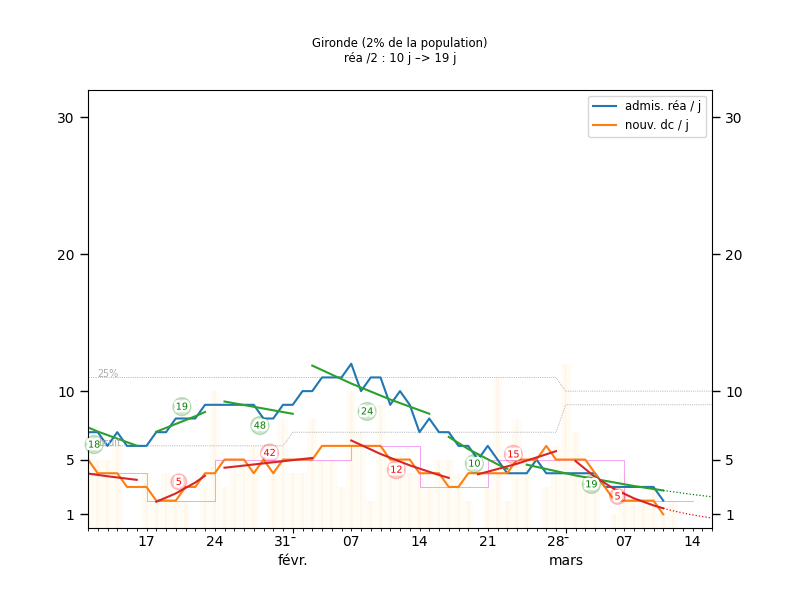 Gironde (2% de la population)
réa /2 : 10 j –> 19 j
admis. réa / j
nouv. dc / j
30 30
20 20
25%
10 10
19
24
48
18
42
15
5 5
10
12
5
19
5
1 1
17 24 31- 07 14 21 28- 07 14
févr. mars